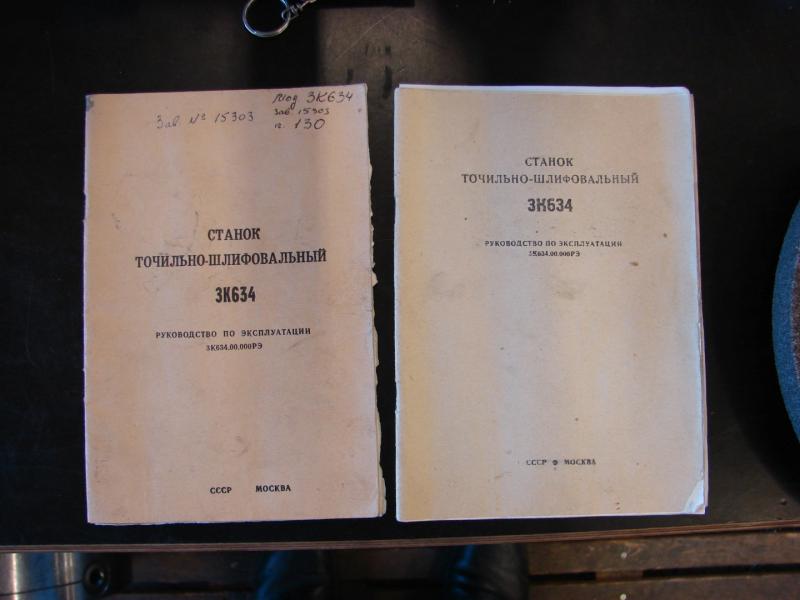 Мод 3К634
Зав № 15303
Зав 15303
130
СТАНОК
ТОЧИЛЬНО-ШЛИФОВАЛЬНЫЙ
3К634
РУКОВОДСТВО ПО ЭКСПЛУАТАЦИИ
3К634.00.000РЭ
СССР МОСКВА
СТАНОК
ТОЧИЛЬНО-ШЛИФОВАЛЬНЫЙ
3К634
РУКОВОДСТВО ПО ЭКСПЛУАТАЦИИ
3К634.00.000РЭ
СССР МОСКВА